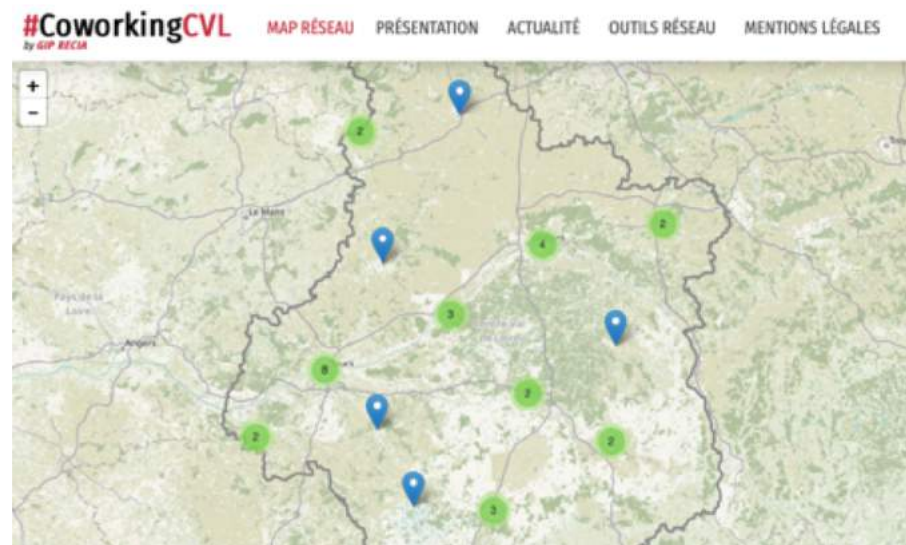 #CoworkingCVL
by GIP RECIA
MAP RÉSEAU PRÉSENTATION ACTUALITÉ OUTILS RÉSEAU MENTIONS LÉGALES
+
-
2
2
Le Mans
4
3
Pays de la
Loire
Angers
8
2
2
2
3